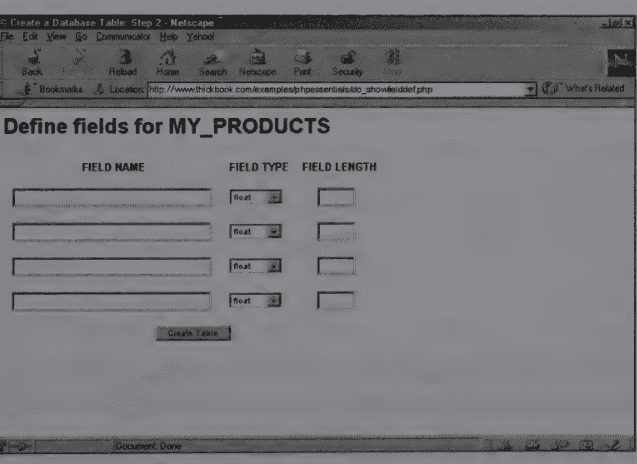 Create a Database Table: Step 2 - Netscape
File Edit View Go Communicator Help Yahoo!
Back Forward Reload Home Search Netscape Print Security Stop
Bookmarks Location: http://www.thickbook.com/examples/phpessentials/do_showfielddef.php What's Related
Define fields for MY_PRODUCTS
FIELD NAME FIELD TYPE FIELD LENGTH
float
float
float
float
Create Table
Document: Done